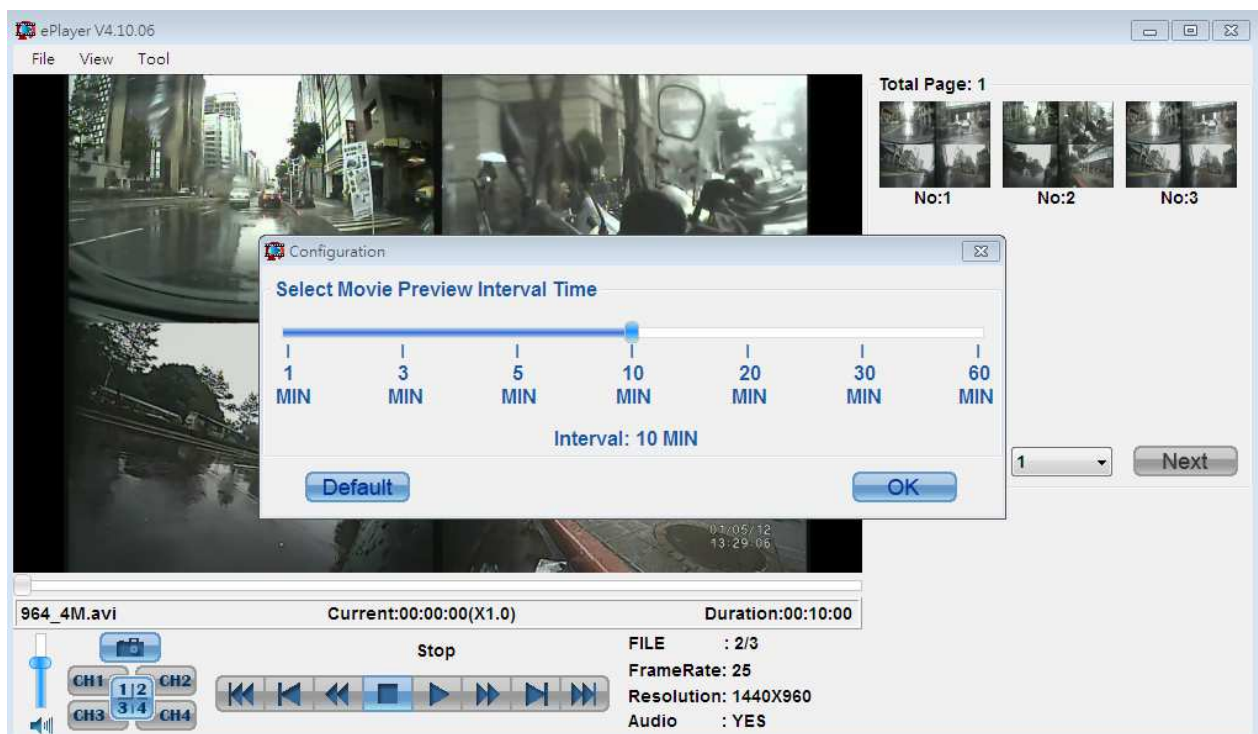 ePlayer V4.10.06
File View Tool
Total Page: 1
No:1 No:2 No:3
Configuration
Select Movie Preview Interval Time
1 MIN
3 MIN
5 MIN
10 MIN
20 MIN
30 MIN
60 MIN
Interval: 10 MIN
Default OK
1 Next
01/05/12
13:29:06
964_4M.avi Current:00:00:00(X1.0) Duration:00:10:00
Stop
FILE : 2/3
FrameRate: 25
Resolution: 1440X960
Audio : YES
CH1 CH2
1 2
3 4
CH3 CH4